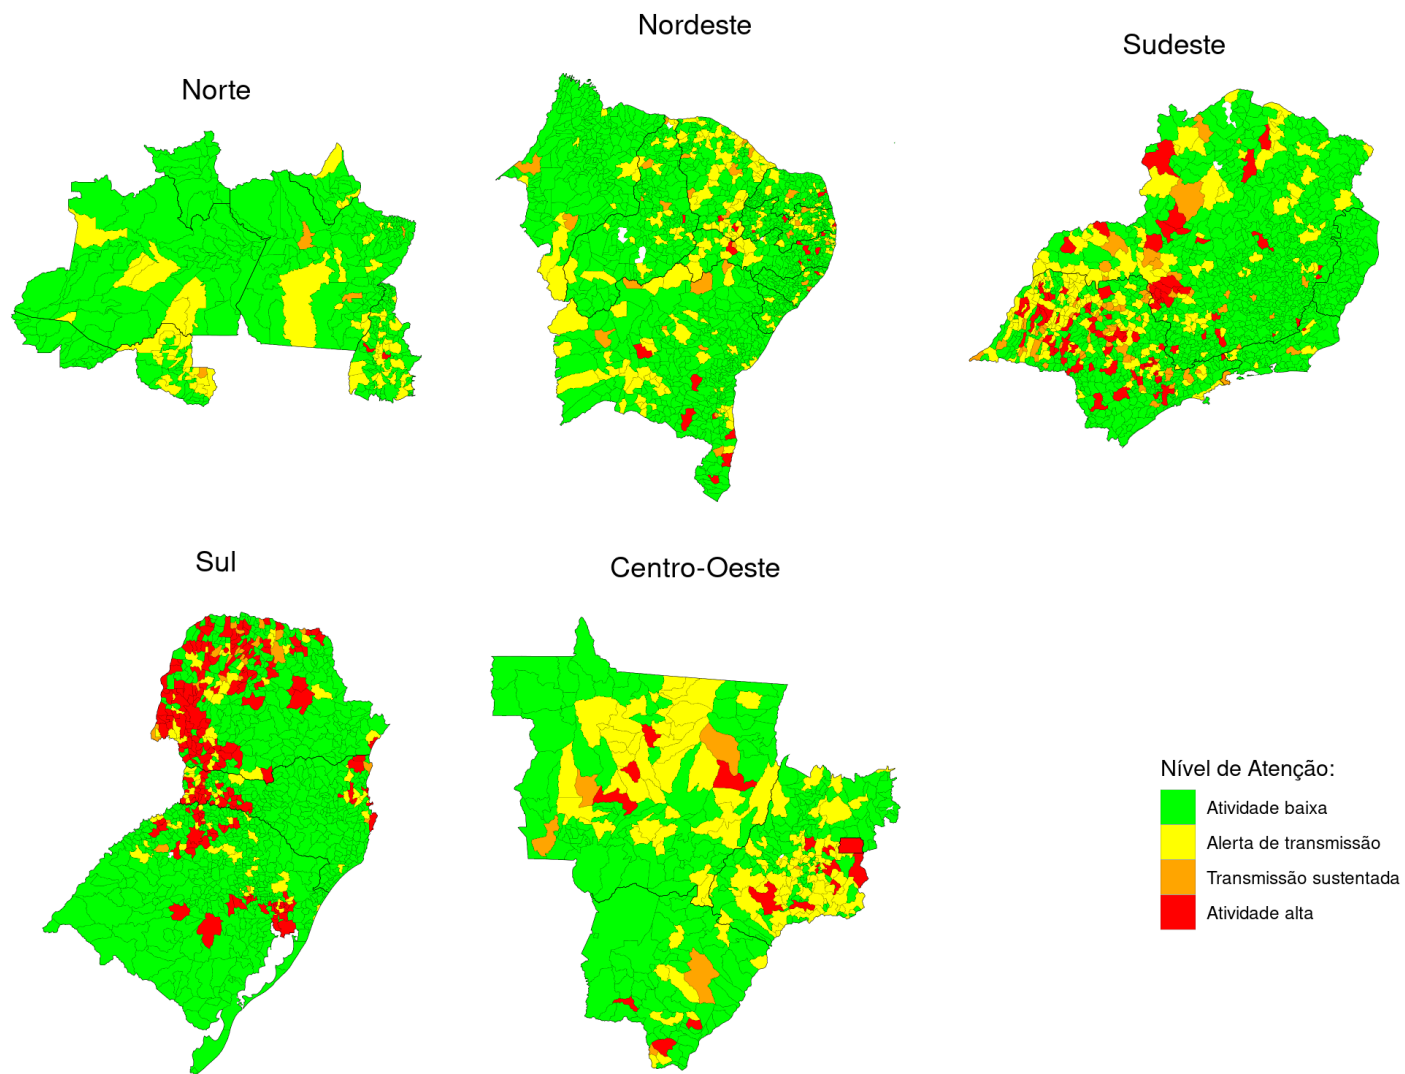 Nordeste
Sudeste
Norte
Sul
Centro-Oeste
Nível de Atenção:
Atividade baixa
Alerta de transmissão
Transmissão sustentada
Atividade alta